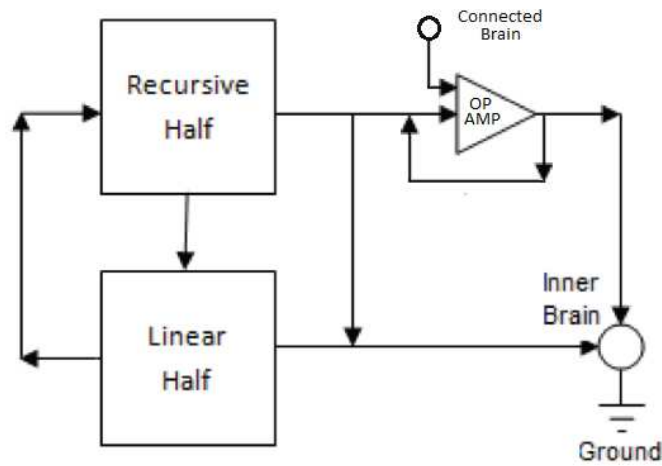 Connected
Brain
Recursive
Half
OP
AMP
Inner
Brain
Linear
Half
Ground